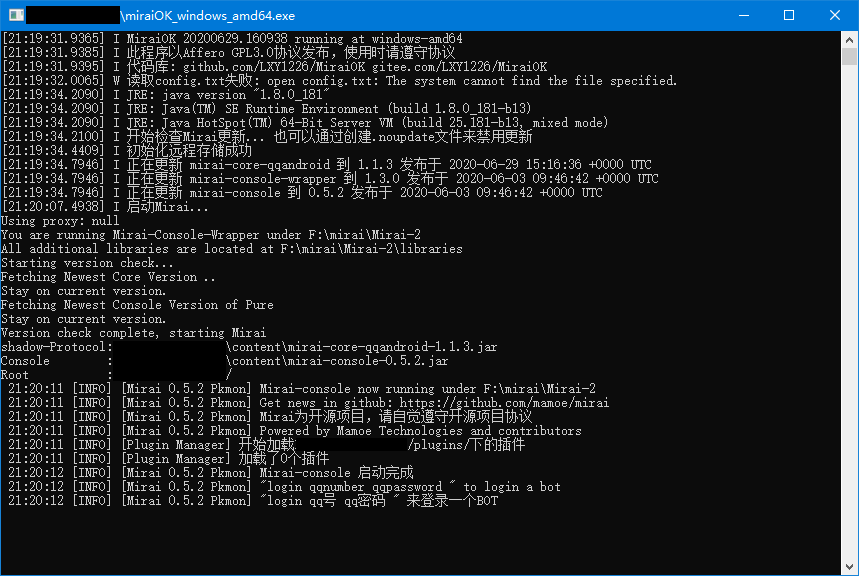 \miraiOK_windows_amd64.exe
[21:19:31.9365] I MiraiOK 20200629.160938 running at windows-amd64
[21:19:31.9385] I 此程序以Affero GPL3.0协议发布，使用时请遵守协议
[21:19:31.9395] I 代码库: github.com/LXY1226/MiraiOK gitee.com/LXY1226/MiraiOK
[21:19:32.0065] W 读取config.txt失败: open config.txt: The system cannot find the file specified.
[21:19:34.2090] I JRE: java version "1.8.0_181"
[21:19:34.2090] I JRE: Java(TM) SE Runtime Environment (build 1.8.0_181-b13)
[21:19:34.2090] I JRE: Java HotSpot(TM) 64-Bit Server VM (build 25.181-b13, mixed mode)
[21:19:34.2100] I 开始检查Mirai更新... 也可以通过创建.noupdate文件来禁用更新
[21:19:34.4409] I 初始化远程存储成功
[21:19:34.7946] I 正在更新 mirai-core-qqandroid 到 1.1.3 发布于 2020-06-29 15:16:36 +0000 UTC
[21:19:34.7946] I 正在更新 mirai-console-wrapper 到 1.3.0 发布于 2020-06-03 09:46:42 +0000 UTC
[21:19:34.7946] I 正在更新 mirai-console 到 0.5.2 发布于 2020-06-03 09:46:42 +0000 UTC
[21:20:07.4938] I 启动Mirai...
Using proxy: null
You are running Mirai-Console-Wrapper under F:\mirai\Mirai-2
All additional libraries are located at F:\mirai\Mirai-2\libraries
Starting version check...
Fetching Newest Core Version ..
Stay on current version.
Fetching Newest Console Version of Pure
Stay on current version.
Version check complete, starting Mirai
shadow-Protocol: \content\mirai-core-qqandroid-1.1.3.jar
Console : \content\mirai-console-0.5.2.jar
Root : /
21:20:11 [INFO] [Mirai 0.5.2 Pkmon] Mirai-console now running under F:\mirai\Mirai-2
21:20:11 [INFO] [Mirai 0.5.2 Pkmon] Get news in github: https://github.com/mamoe/mirai
21:20:11 [INFO] [Mirai 0.5.2 Pkmon] Mirai为开源项目，请自觉遵守开源项目协议
21:20:11 [INFO] [Mirai 0.5.2 Pkmon] Powered by Mamoe Technologies and contributors
21:20:11 [INFO] [Plugin Manager] 开始加载 /plugins/下的插件
21:20:11 [INFO] [Plugin Manager] 加载了0个插件
21:20:12 [INFO] [Mirai 0.5.2 Pkmon] Mirai-console 启动完成
21:20:12 [INFO] [Mirai 0.5.2 Pkmon] "login qqnumber qqpassword " to login a bot
21:20:12 [INFO] [Mirai 0.5.2 Pkmon] "login qq号 qq密码 " 来登录一个BOT